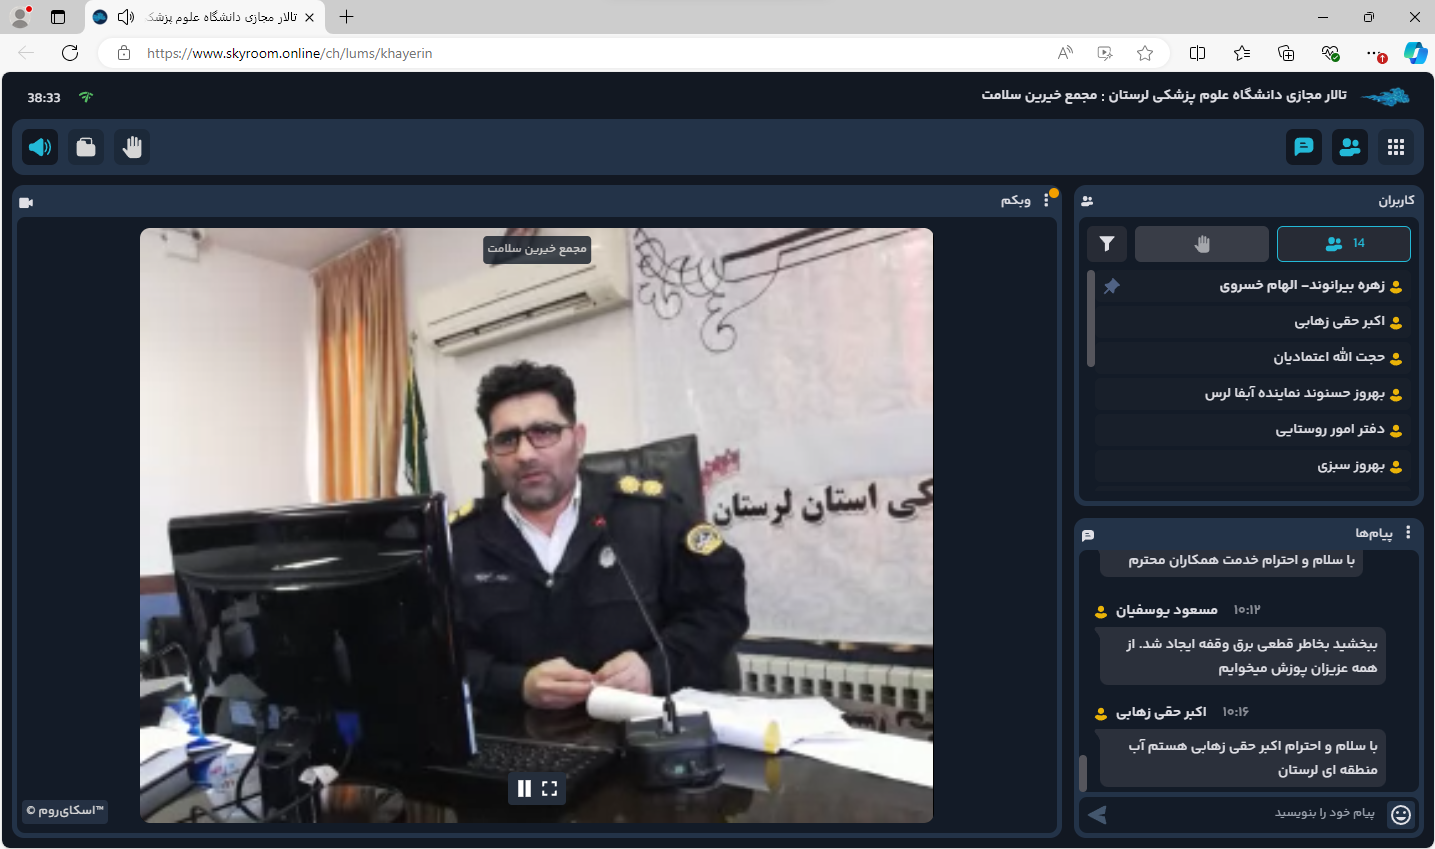 تالار مجازی دانشگاه علوم پزشک
https://www.skyroom.online/ch/lums/khayerin
38:33
تالار مجازی دانشگاه علوم پزشکی لرستان : مجمع خیرین سلامت
وبکم
مجمع خیرین سلامت
کی استان لرستان
اسکای‌روم™ ©
کاربران
14
زهره بیرانوند- الهام خسروی
اکبر حقی زهابی
حجت الله اعتمادیان
بهروز حسنوند نماینده آبفا لرس
دفتر امور روستایی
بهروز سبزی
پیام‌ها
با سلام و احترام خدمت همکاران محترم
مسعود یوسفیان ۱۰:۱۲
ببخشید بخاطر قطعی برق وقفه ایجاد شد. از
همه عزیزان پوزش میخوایم
اکبر حقی زهابی ۱۰:۱۶
با سلام و احترام اکبر حقی زهابی هستم آب
منطقه ای لرستان
پیام خود را بنویسید